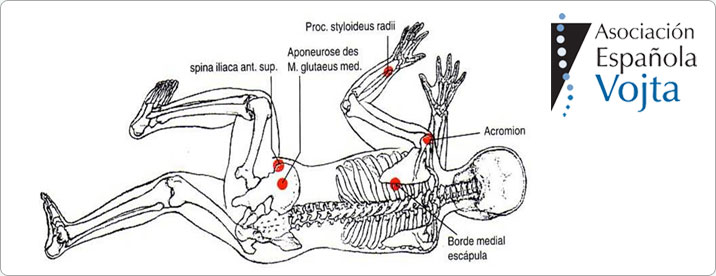 Proc. styloideus radii
Aponeurose des
M. glutaeus med.
spina iliaca ant. sup.
Acromion
Borde medial
escápula
Asociación
Española
Vojta